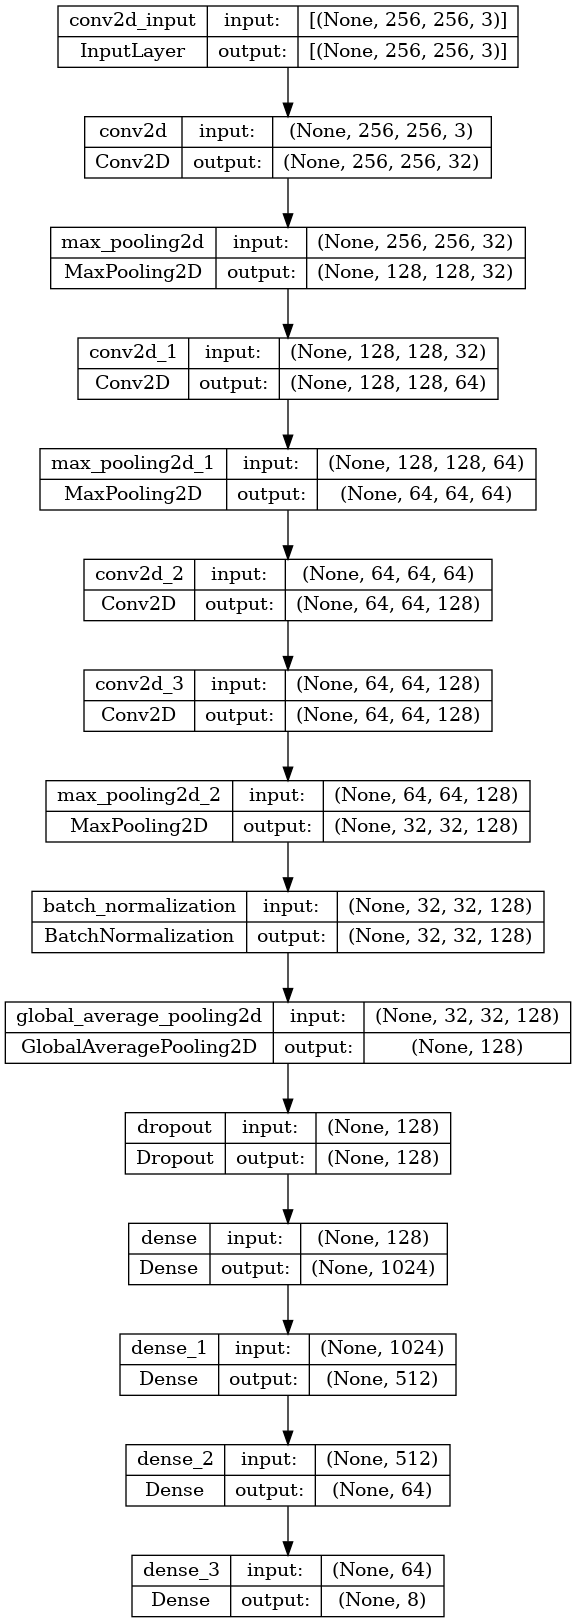 conv2d_input input: [(None, 256, 256, 3)]
InputLayer output: [(None, 256, 256, 3)]
conv2d input: (None, 256, 256, 3)
Conv2D output: (None, 256, 256, 32)
max_pooling2d input: (None, 256, 256, 32)
MaxPooling2D output: (None, 128, 128, 32)
conv2d_1 input: (None, 128, 128, 32)
Conv2D output: (None, 128, 128, 64)
max_pooling2d_1 input: (None, 128, 128, 64)
MaxPooling2D output: (None, 64, 64, 64)
conv2d_2 input: (None, 64, 64, 64)
Conv2D output: (None, 64, 64, 128)
conv2d_3 input: (None, 64, 64, 128)
Conv2D output: (None, 64, 64, 128)
max_pooling2d_2 input: (None, 64, 64, 128)
MaxPooling2D output: (None, 32, 32, 128)
batch_normalization input: (None, 32, 32, 128)
BatchNormalization output: (None, 32, 32, 128)
global_average_pooling2d input: (None, 32, 32, 128)
GlobalAveragePooling2D output: (None, 128)
dropout input: (None, 128)
Dropout output: (None, 128)
dense input: (None, 128)
Dense output: (None, 1024)
dense_1 input: (None, 1024)
Dense output: (None, 512)
dense_2 input: (None, 512)
Dense output: (None, 64)
dense_3 input: (None, 64)
Dense output: (None, 8)